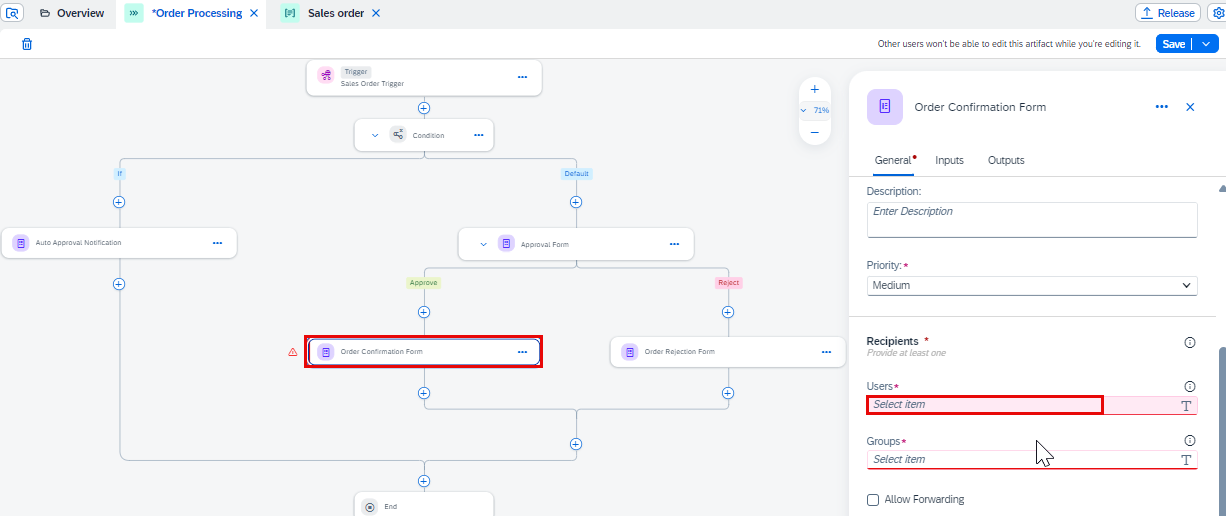 Overview
*Order Processing
Sales order
Release
Other users won't be able to edit this artifact while you're editing it.
Save
Trigger
Sales Order Trigger
Condition
If
Default
Auto Approval Notification
Approval Form
Approve
Reject
Order Confirmation Form
Order Rejection Form
End
71%
Order Confirmation Form
General
Inputs
Outputs
Description:
Enter Description
Priority:*
Medium
Recipients *
Provide at least one
Users*
Select item
Groups*
Select item
Allow Forwarding